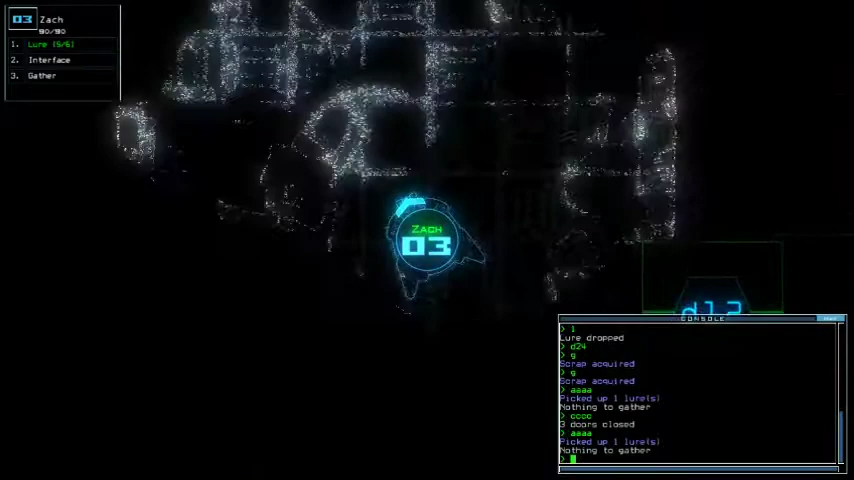 03 Zach
90/90
1. Lure (5/6)
2. Interface
3. Gather
Zach
03
d12
CONSOLE
> 1
Lure dropped
> d24
> g
Scrap acquired
> g
Scrap acquired
> aaaa
Picked up 1 lure(s)
Nothing to gather
> cccc
3 doors closed
> aaaa
Picked up 1 lure(s)
Nothing to gather
>